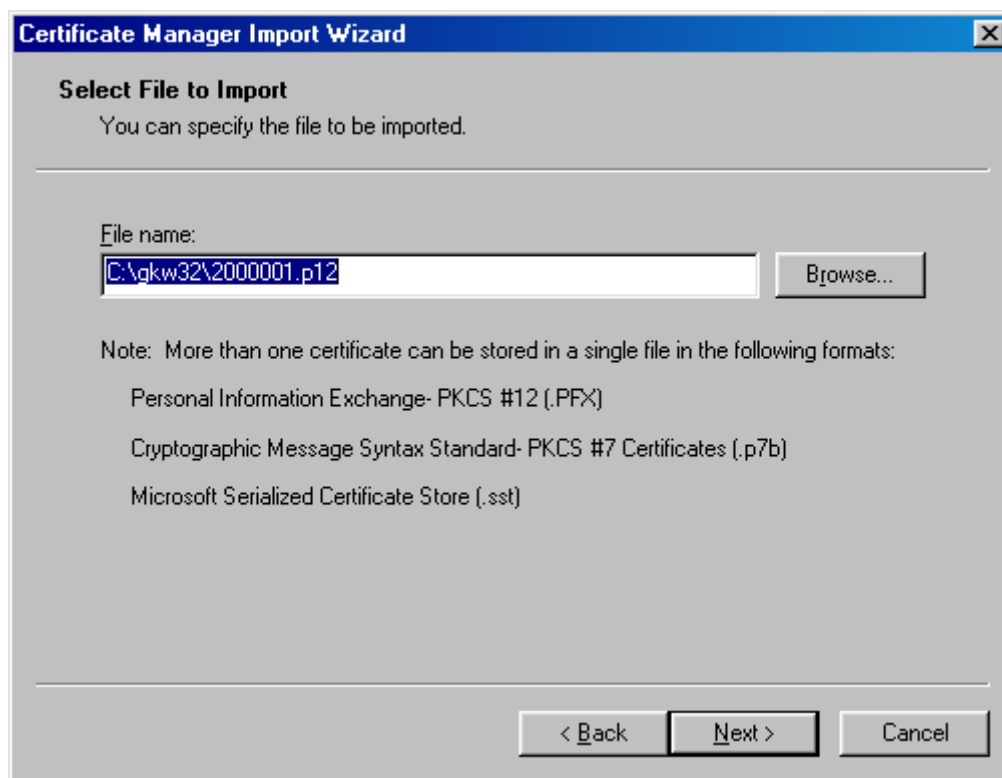 Certificate Manager Import Wizard
Select File to Import
You can specify the file to be imported.
File name:
C:\gkw32\2000001.p12
Browse...
Note:  More than one certificate can be stored in a single file in the following formats:
Personal Information Exchange- PKCS #12 (.PFX)
Cryptographic Message Syntax Standard- PKCS #7 Certificates (.p7b)
Microsoft Serialized Certificate Store (.sst)
< Back
Next >
Cancel